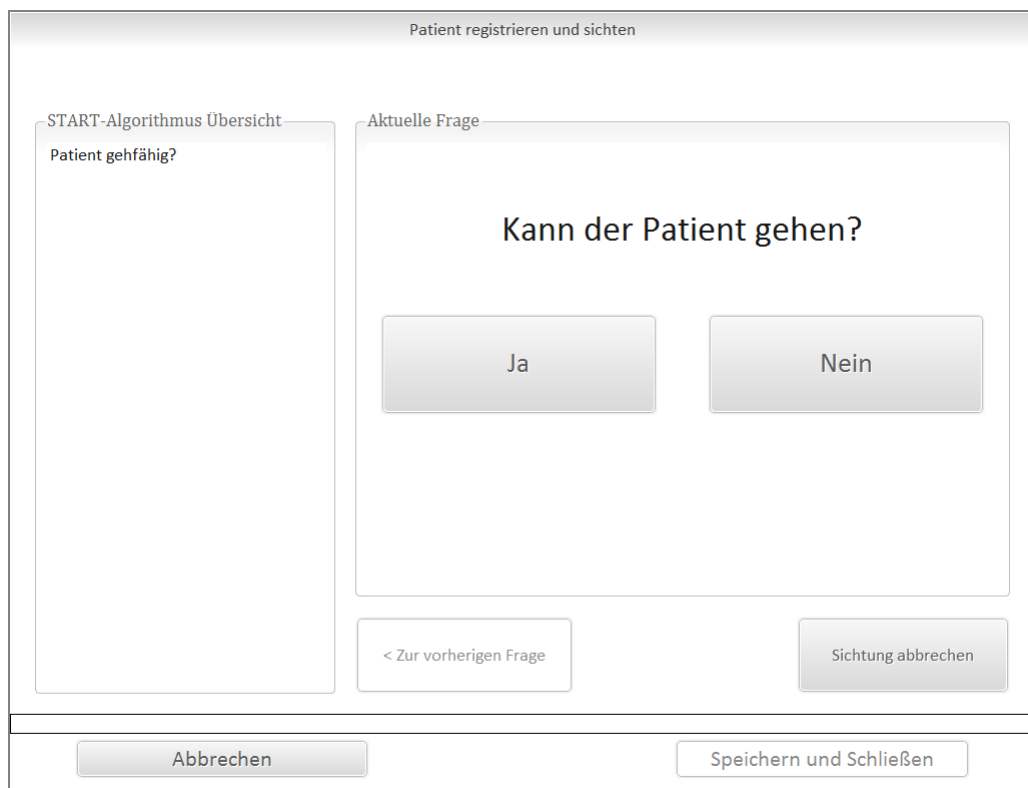 Patient registrieren und sichten
START-Algorithmus Übersicht
Patient gehfähig?
Aktuelle Frage
Kann der Patient gehen?
Ja
Nein
< Zur vorherigen Frage
Sichtung abbrechen
Abbrechen
Speichern und Schließen